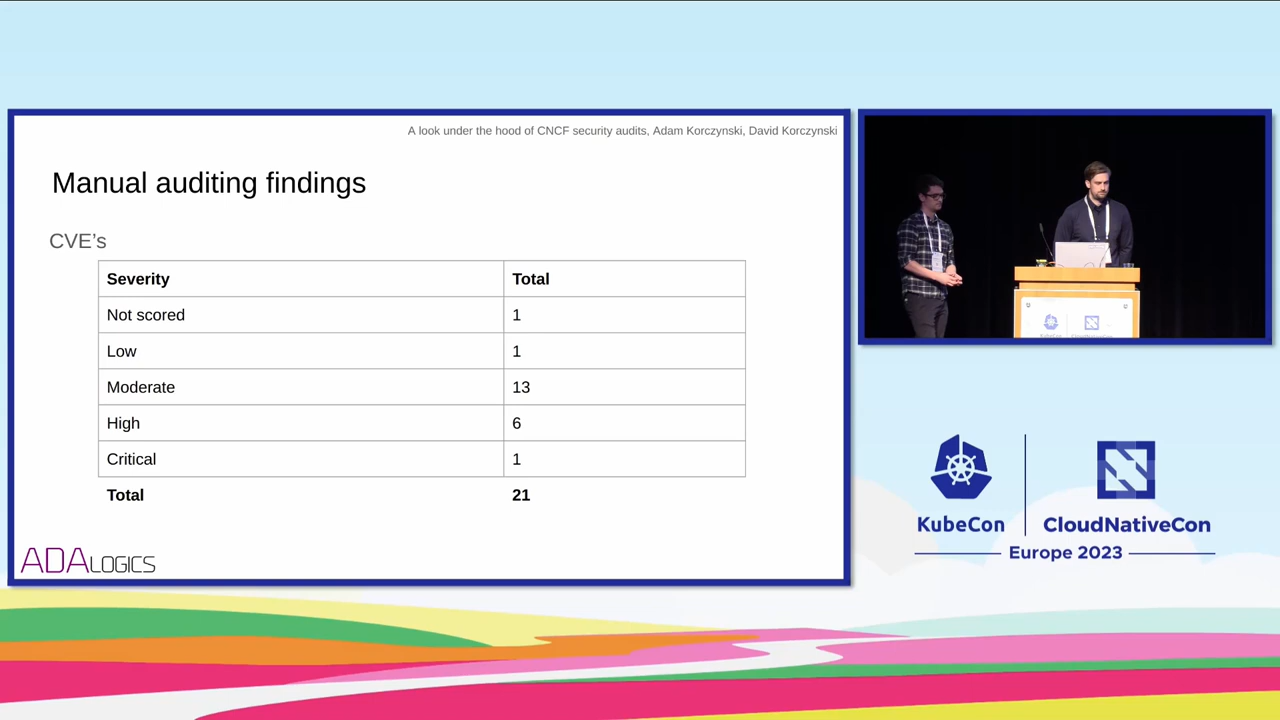 A look under the hood of CNCF security audits, Adam Korczynski, David Korczynski
Manual auditing findings
CVE’s
Severity Total
Not scored 1
Low 1
Moderate 13
High 6
Critical 1
Total 21
ADALOGICS
KubeCon CloudNativeCon
Europe 2023